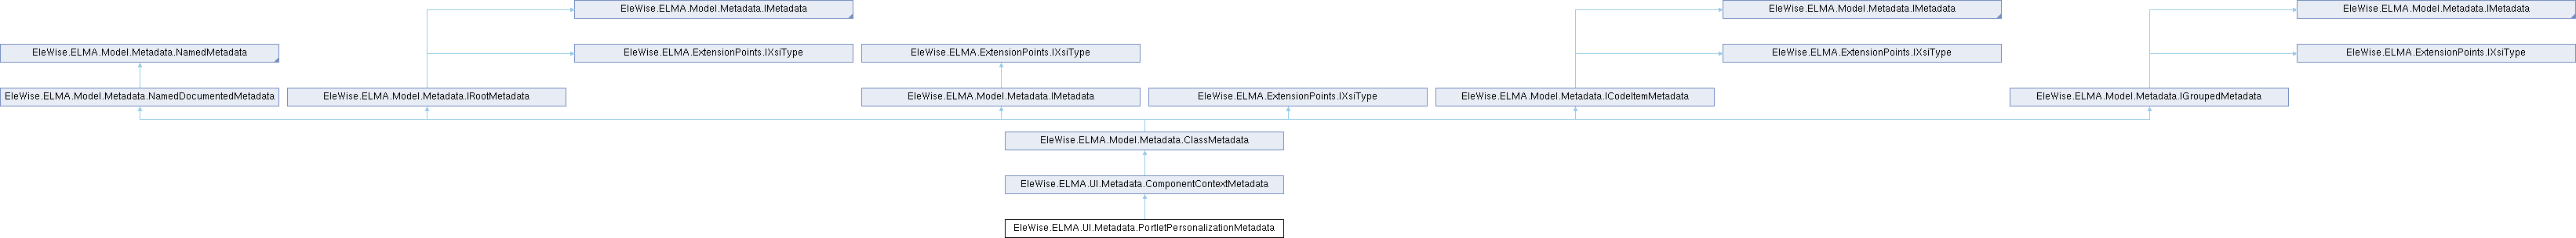 EleWise.ELMA.Model.Metadata.IMetadata
EleWise.ELMA.Model.Metadata.IMetadata
EleWise.ELMA.Model.Metadata.IMetadata
EleWise.ELMA.Model.Metadata.NamedMetadata
EleWise.ELMA.ExtensionPoints.IXsiType
EleWise.ELMA.ExtensionPoints.IXsiType
EleWise.ELMA.ExtensionPoints.IXsiType
EleWise.ELMA.ExtensionPoints.IXsiType
EleWise.ELMA.Model.Metadata.NamedDocumentedMetadata
EleWise.ELMA.Model.Metadata.IRootMetadata
EleWise.ELMA.Model.Metadata.IMetadata
EleWise.ELMA.ExtensionPoints.IXsiType
EleWise.ELMA.Model.Metadata.ICodeItemMetadata
EleWise.ELMA.Model.Metadata.IGroupedMetadata
EleWise.ELMA.Model.Metadata.ClassMetadata
EleWise.ELMA.UI.Metadata.ComponentContextMetadata
EleWise.ELMA.UI.Metadata.PortletPersonalizationMetadata